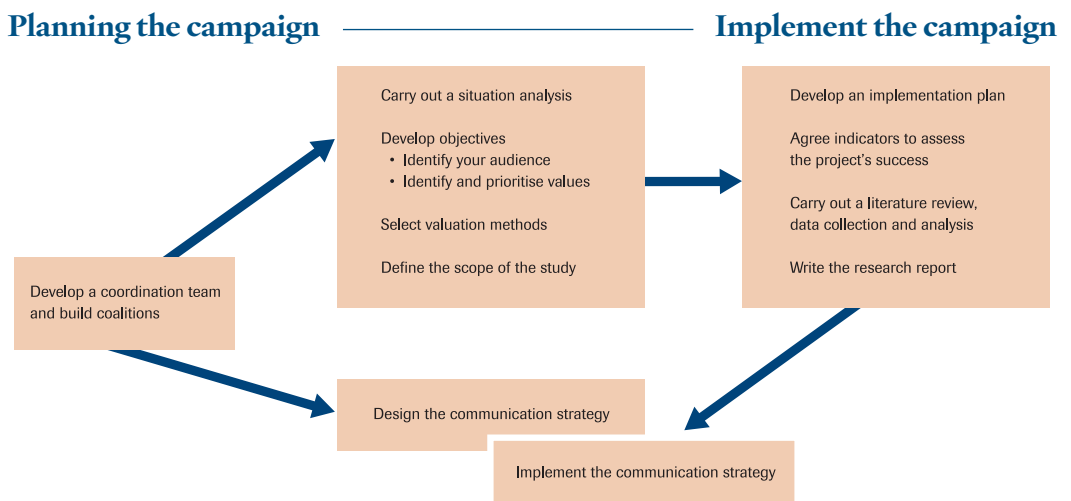 Planning the campaign
Implement the campaign
Develop a coordination team
and build coalitions
Carry out a situation analysis
Develop objectives
• Identify your audience
• Identify and prioritise values
Select valuation methods
Define the scope of the study
Develop an implementation plan
Agree indicators to assess
the project's success
Carry out a literature review,
data collection and analysis
Write the research report
Design the communication strategy
Implement the communication strategy